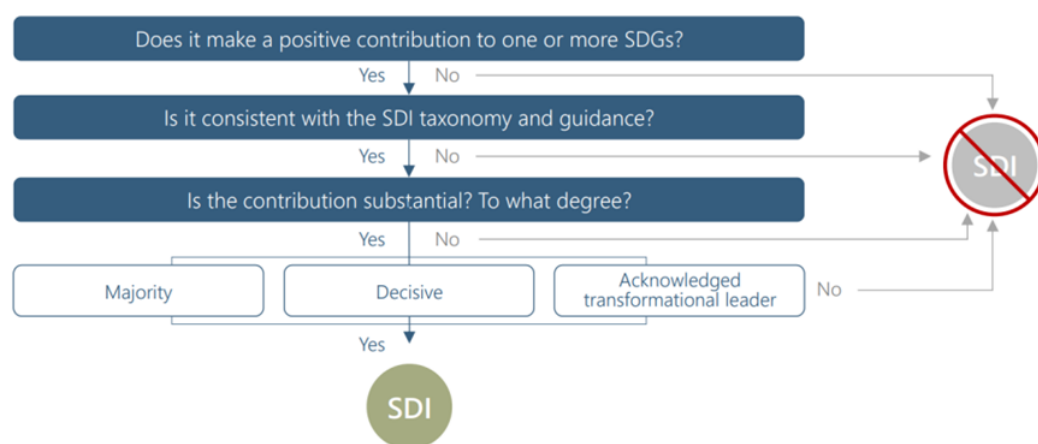 Does it make a positive contribution to one or more SDGs?
Yes No
Is it consistent with the SDI taxonomy and guidance?
Yes No
SDI
Is the contribution substantial? To what degree?
Yes No
Majority
Decisive
Acknowledged
transformational leader
No
Yes
SDI